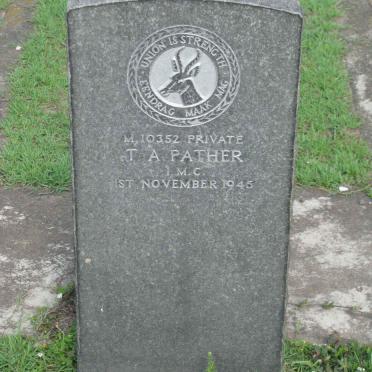 UNION IS STRENGTH
EENDRAG MAAK MAG
M,10352 PRIVATE
T A PATHER
I.M.C.
1ST NOVEMBER 1945